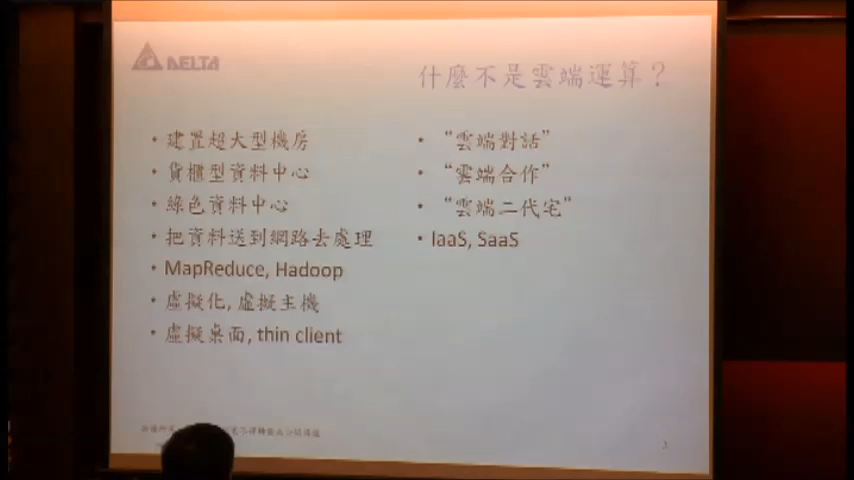 DELTA
什麼不是雲端運算？
• 建置超大型機房
• 貨櫃型資料中心
• 綠色資料中心
• 把資料送到網路去處理
• MapReduce, Hadoop
• 虛擬化, 虛擬主機
• 虛擬桌面, thin client
• “雲端對話”
• “雲端合作”
• “雲端二代宅”
• IaaS, SaaS